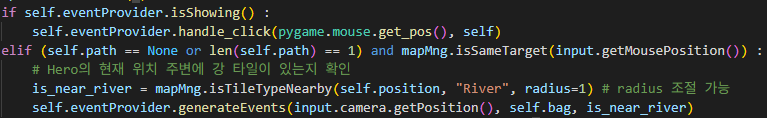 if self.eventProvider.isShowing() :
    self.eventProvider.handle_click(pygame.mouse.get_pos(), self)
elif (self.path == None or len(self.path) == 1) and mapMng.isSameTarget(input.getMousePosition()) :
    # Hero의 현재 위치 주변에 강 타일이 있는지 확인
    is_near_river = mapMng.isTileTypeNearby(self.position, "River", radius=1) # radius 조절 가능
    self.eventProvider.generateEvents(input.camera.getPosition(), self.bag, is_near_river)